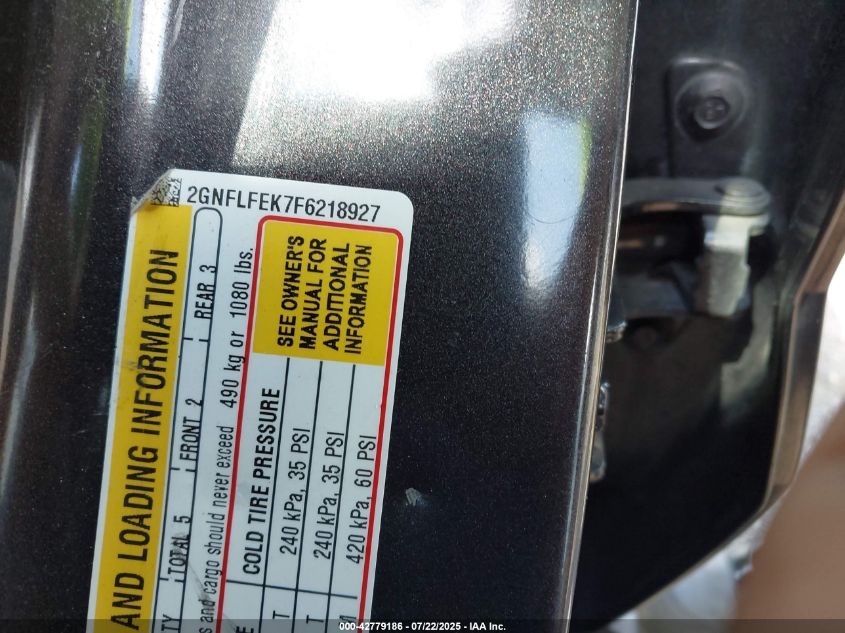 2GNFLFEK7F6218927
AND LOADING INFORMATION
TOTAL 5 FRONT 2 REAR 3
and cargo should never exceed 490 kg or 1080 lbs.
COLD TIRE PRESSURE
SEE OWNER'S
MANUAL FOR
ADDITIONAL
INFORMATION
240 kPa, 35 PSI
240 kPa, 35 PSI
420 kPa, 60 PSI
000-42779186 - 07/22/2025 - IAA Inc.